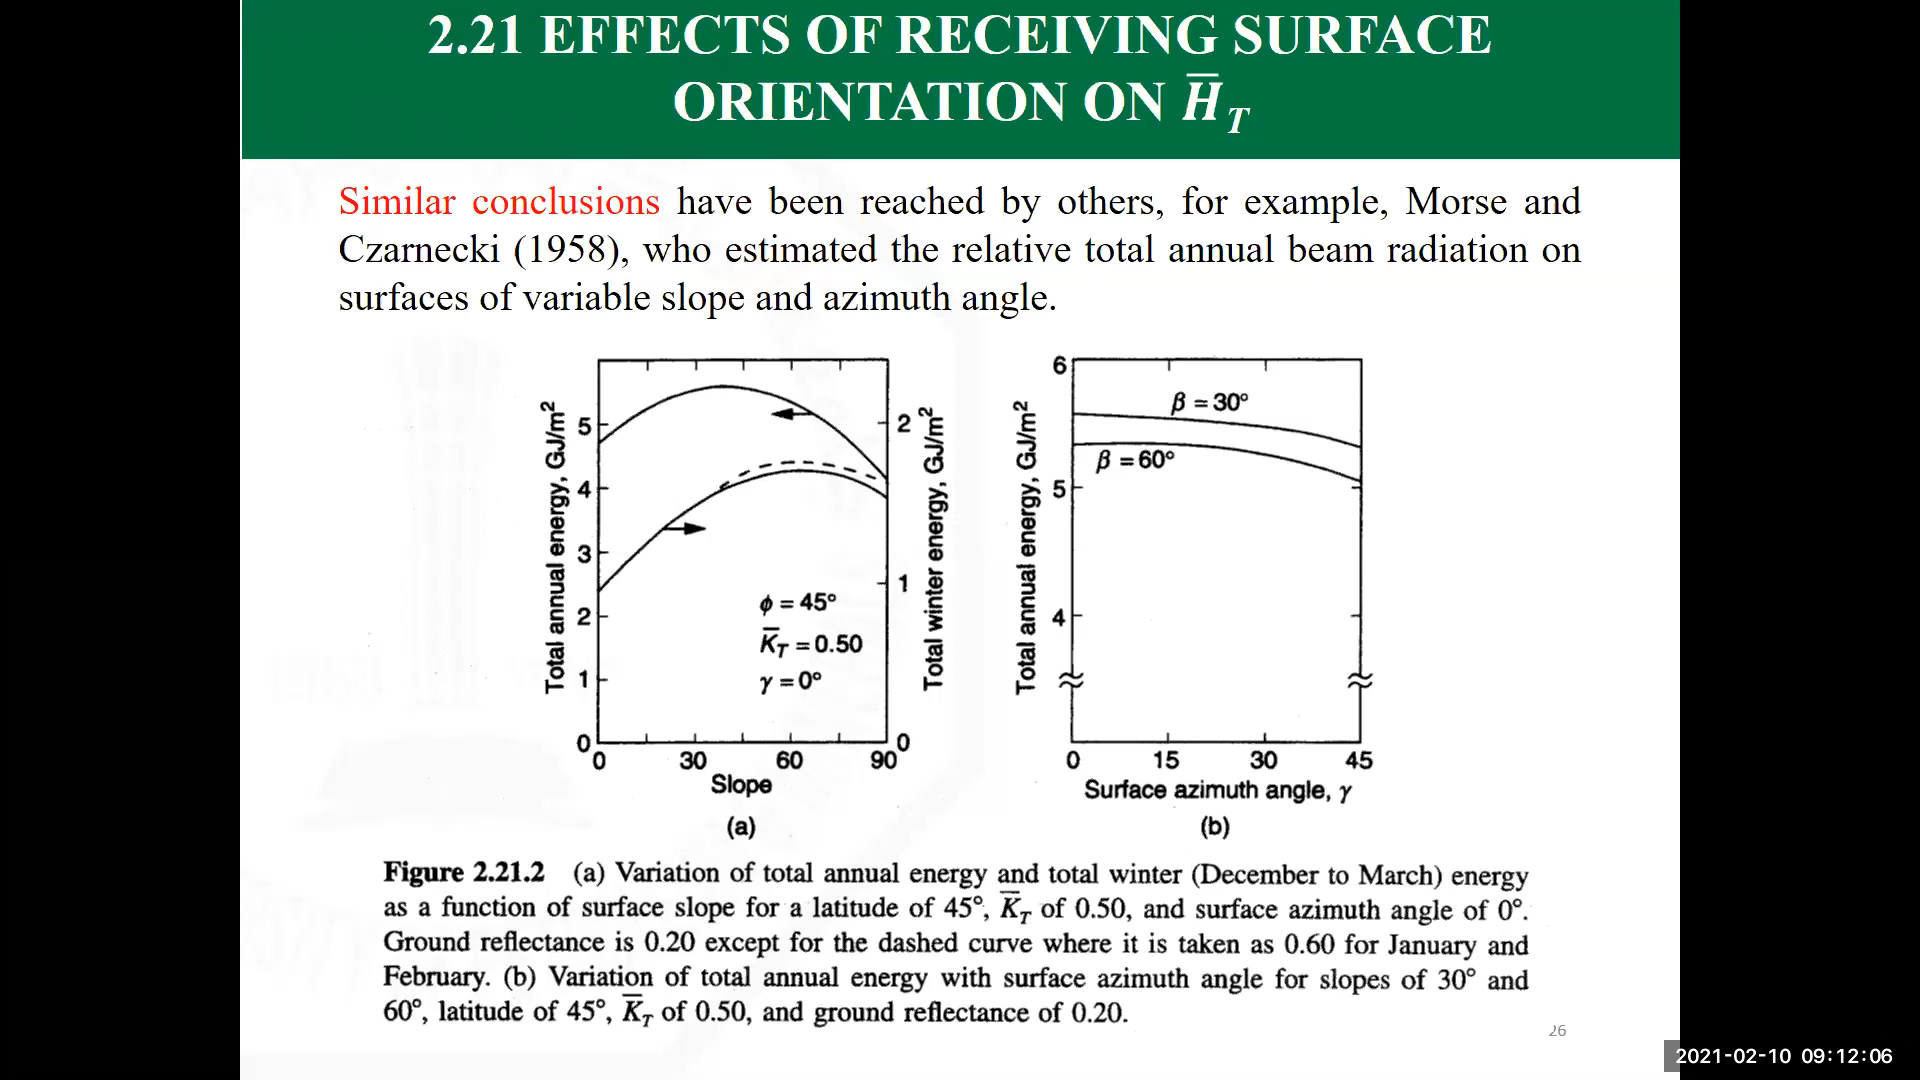 2.21 EFFECTS OF RECEIVING SURFACE
ORIENTATION ON H̅_T
Similar conclusions have been reached by others, for example, Morse and
Czarnecki (1958), who estimated the relative total annual beam radiation on
surfaces of variable slope and azimuth angle.
Total annual energy, GJ/m²
5
4
3
2
1
0
0
30
60
90
Slope
ϕ = 45°
K̅_T = 0.50
γ = 0°
2
1
0
Total winter energy, GJ/m²
(a)
Total annual energy, GJ/m²
6
5
4
β = 30°
β = 60°
0
15
30
45
Surface azimuth angle, γ
(b)
Figure 2.21.2 (a) Variation of total annual energy and total winter (December to March) energy
as a function of surface slope for a latitude of 45°, K̅_T of 0.50, and surface azimuth angle of 0°.
Ground reflectance is 0.20 except for the dashed curve where it is taken as 0.60 for January and
February. (b) Variation of total annual energy with surface azimuth angle for slopes of 30° and
60°, latitude of 45°, K̅_T of 0.50, and ground reflectance of 0.20.
26
2021-02-10 09:12:06